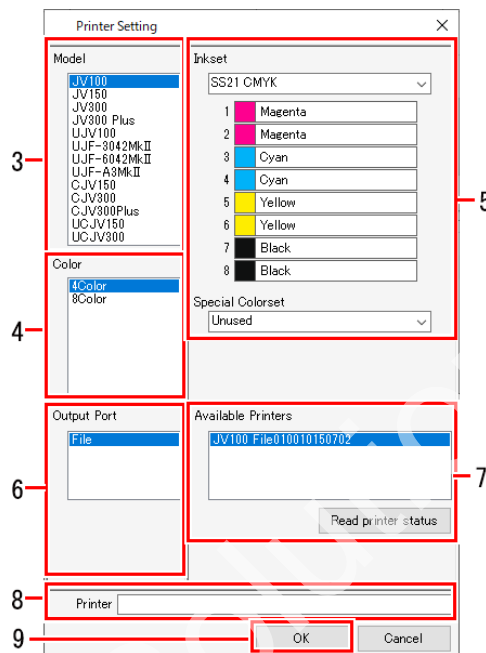 Printer Setting
Model
JV100
JV150
JV300
JV300 Plus
UJV100
UJF-3042MkⅡ
UJF-6042MkⅡ
UJF-A3MkⅡ
CJV150
CJV300
CJV300Plus
UCJV150
UCJV300
3
Inkset
SS21 CMYK
1 Magenta
2 Magenta
3 Cyan
4 Cyan
5 Yellow
6 Yellow
7 Black
8 Black
Special Colorset
Unused
5
Color
4Color
8Color
4
Output Port
File
6
Available Printers
JV100 File010010150702
Read printer status
7
8
Printer
9
OK
Cancel